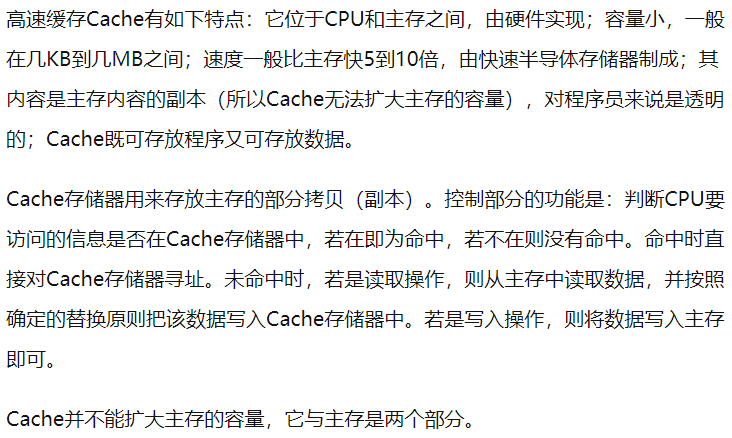 高速缓存Cache有如下特点：它位于CPU和主存之间，由硬件实现；容量小，一般
在几KB到几MB之间；速度一般比主存快5到10倍，由快速半导体存储器制成；其
内容是主存内容的副本（所以Cache无法扩大主存的容量），对程序员来说是透明
的；Cache既可存放程序又可存放数据。
Cache存储器用来存放主存的部分拷贝（副本）。控制部分的功能是：判断CPU要
访问的信息是否在Cache存储器中，若在即为命中，若不在则没有命中。命中时直
接对Cache存储器寻址。未命中时，若是读取操作，则从主存中读取数据，并按照
确定的替换原则把该数据写入Cache存储器中。若是写入操作，则将数据写入主存
即可。
Cache并不能扩大主存的容量，它与主存是两个部分。